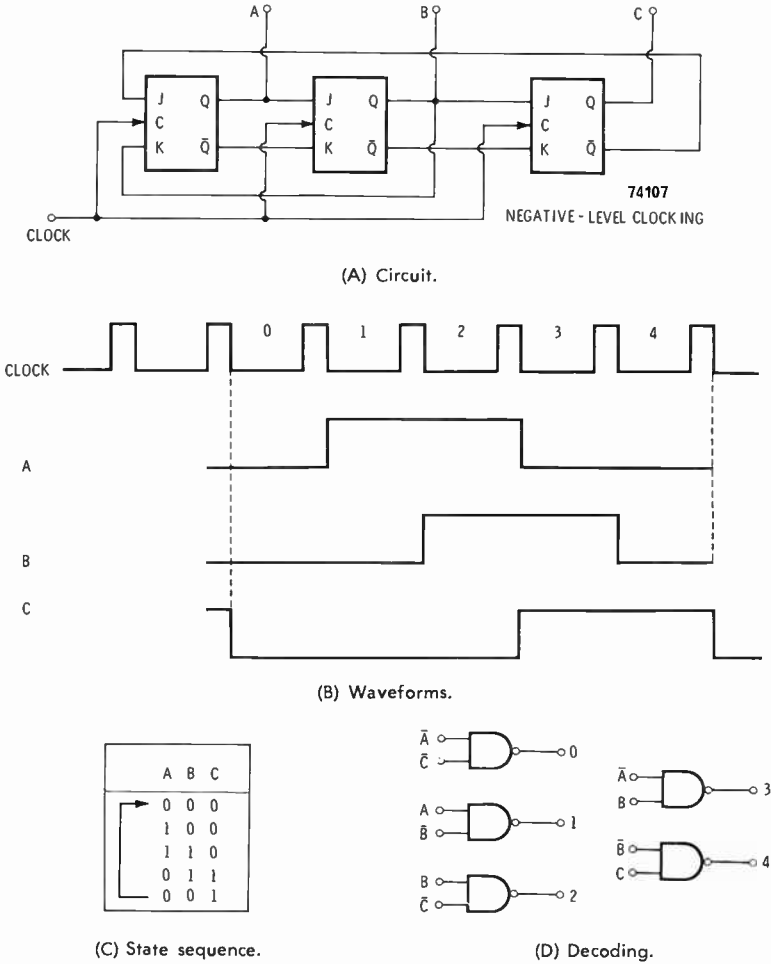 A B C
J Q J Q J Q
C C C
K Q̄ K Q̄ K Q̄
74107
NEGATIVE-LEVEL CLOCKING
CLOCK
(A) Circuit.
0 1 2 3 4
CLOCK
A
B
C
(B) Waveforms.
A B C
0 0 0
1 0 0
1 1 0
0 1 1
0 0 1
(C) State sequence.
Ā
C̄ 0
A
B̄ 1
B
C̄ 2
Ā
B 3
B̄
C 4
(D) Decoding.